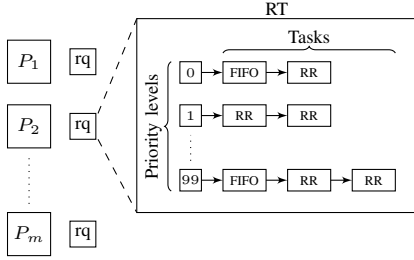 RT
Tasks
P1 rq
P2 rq
Pm rq
Priority levels
0 FIFO RR
1 RR RR
99 FIFO RR RR